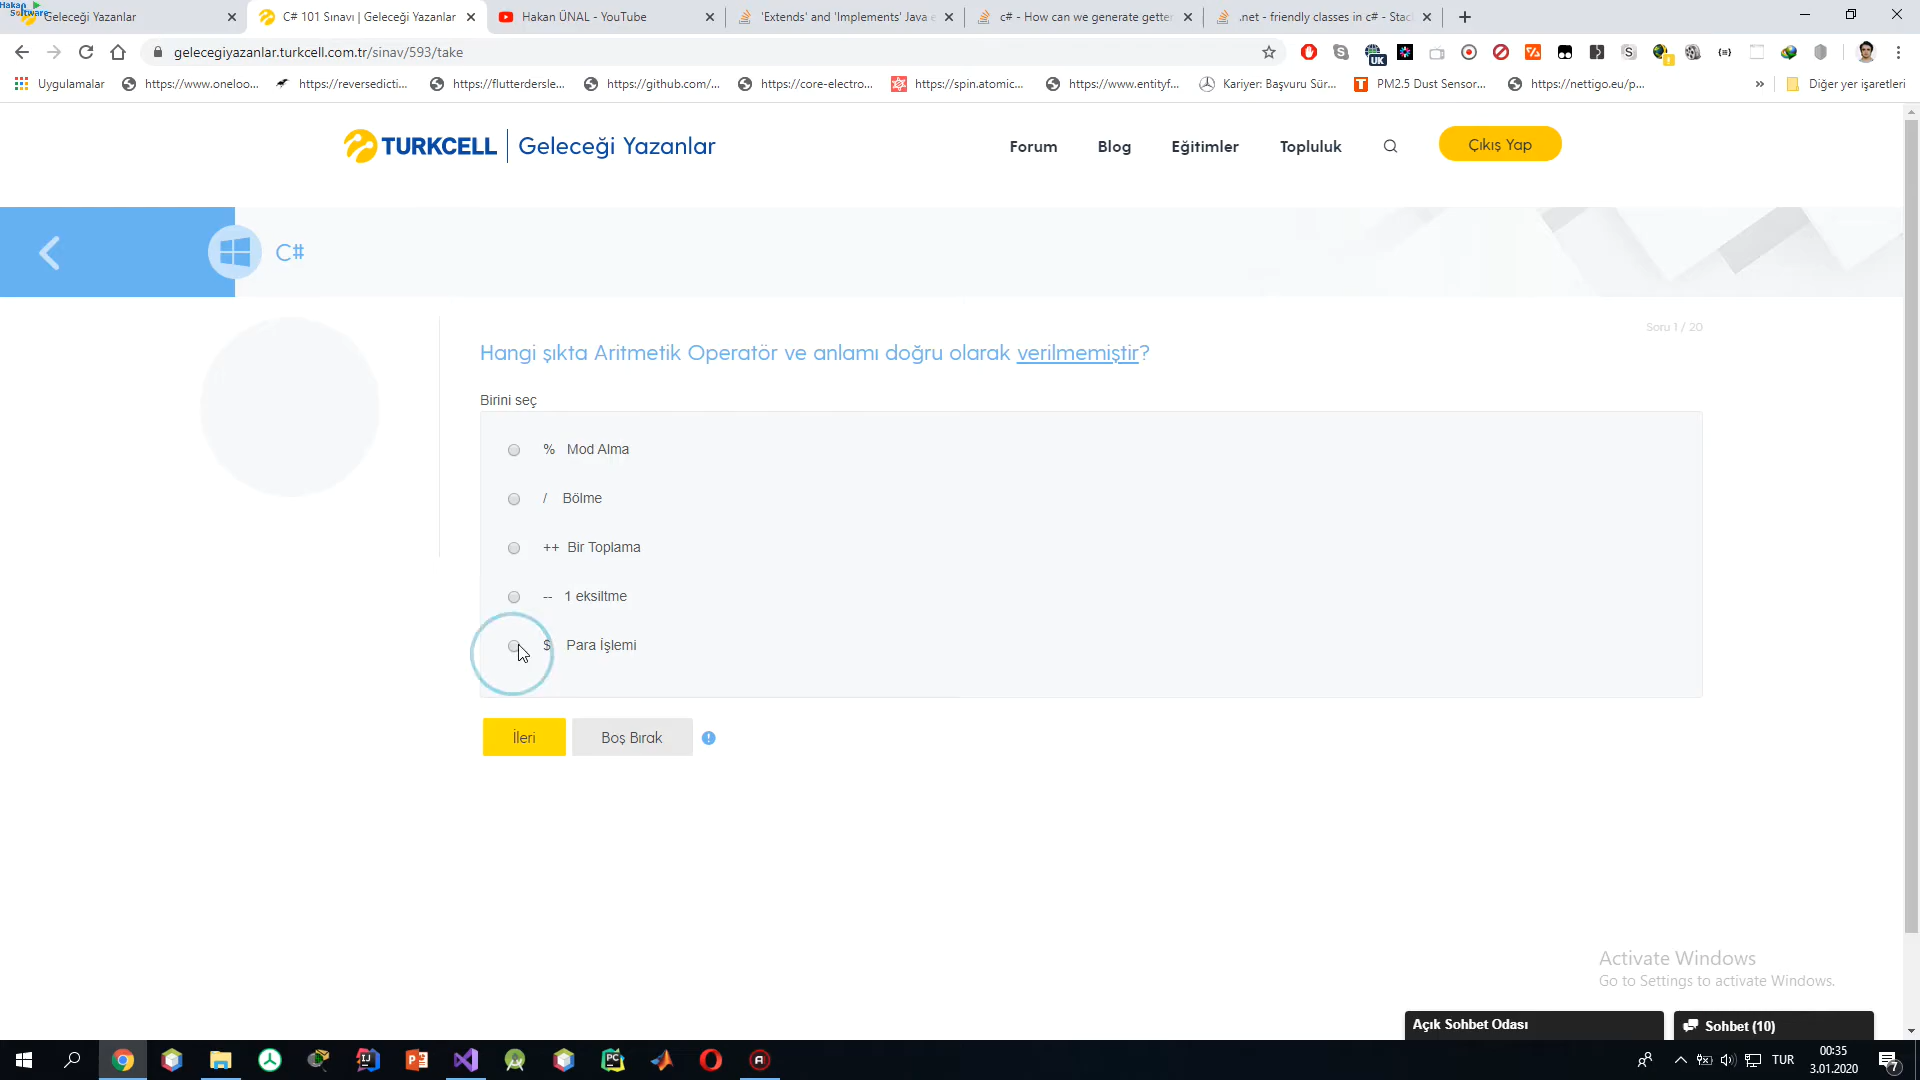 Hakan
Software
Geleceği Yazanlar
C# 101 Sınavı | Geleceği Yazanlar
Hakan ÜNAL - YouTube
'Extends' and 'Implements' Java e
c# - How can we generate getter
.net - friendly classes in c# - Stac
gelecegiyazanlar.turkcell.com.tr/sinav/593/take
UK
Uygulamalar
https://www.oneloo...
https://reversedicti...
https://flutterdersle...
https://github.com/...
https://core-electro...
https://spin.atomic...
https://www.entityf...
Kariyer: Başvuru Sür...
PM2.5 Dust Sensor...
https://nettigo.eu/p...
»
Diğer yer işaretleri
TURKCELL
Geleceği Yazanlar
Forum
Blog
Eğitimler
Topluluk
Çıkış Yap
C#
Soru 1 / 20
Hangi şıkta Aritmetik Operatör ve anlamı doğru olarak verilmemiştir?
Birini seç
% Mod Alma
/ Bölme
++ Bir Toplama
-- 1 eksiltme
$ Para İşlemi
İleri
Boş Bırak
Activate Windows
Go to Settings to activate Windows.
Açık Sohbet Odası
Sohbet (10)
TUR
00:35
3.01.2020
7